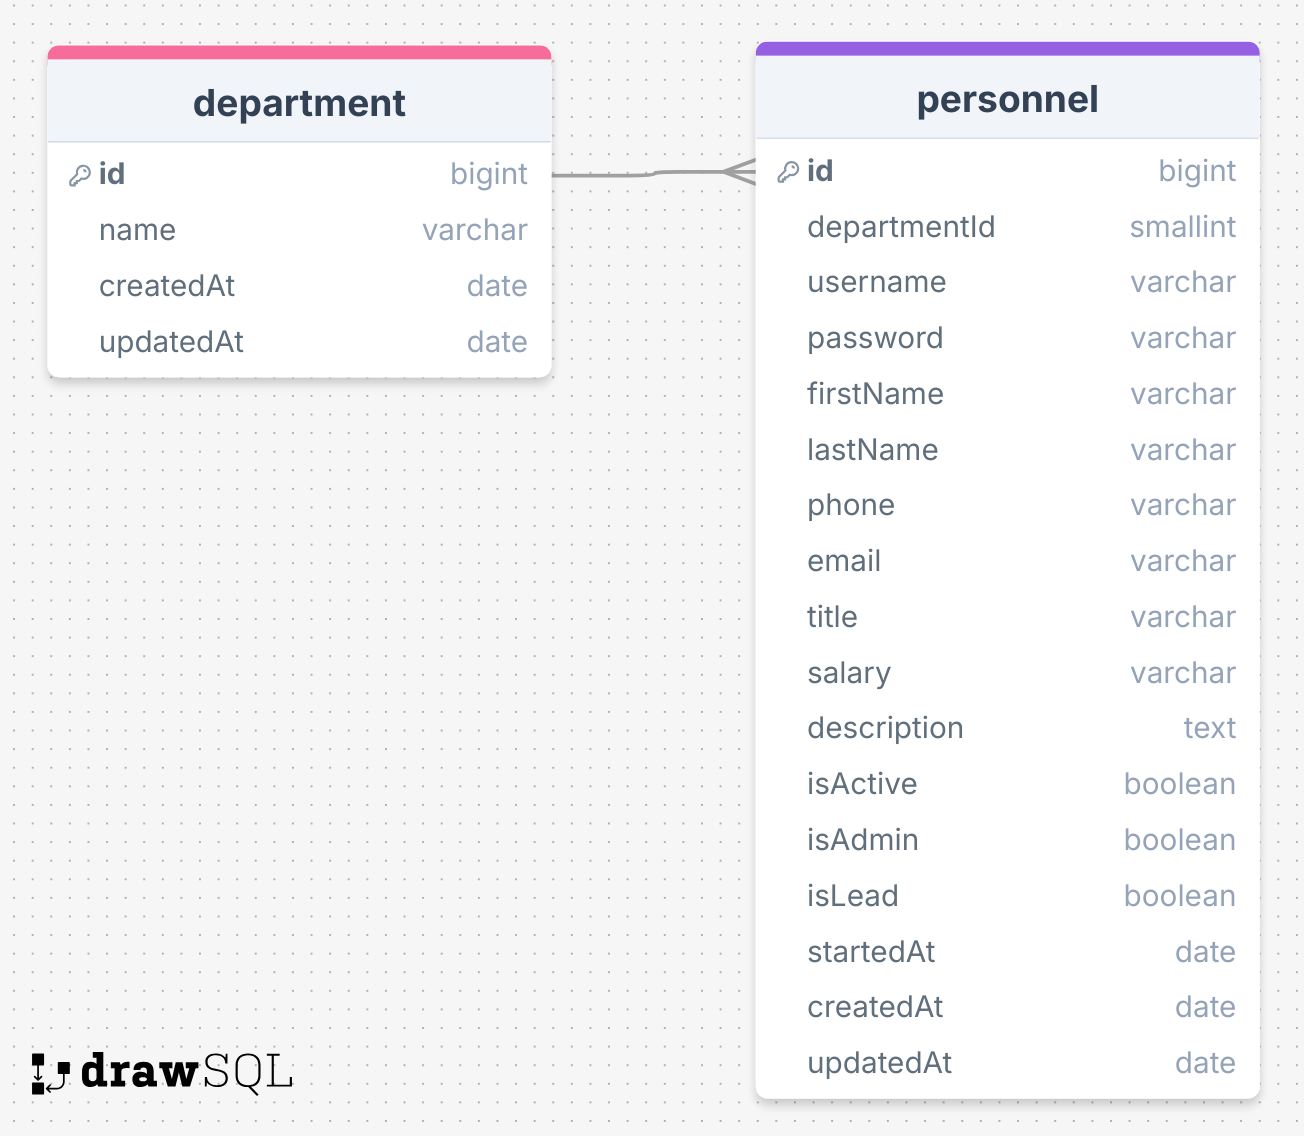 department
id bigint
name varchar
createdAt date
updatedAt date
personnel
id bigint
departmentId smallint
username varchar
password varchar
firstName varchar
lastName varchar
phone varchar
email varchar
title varchar
salary varchar
description text
isActive boolean
isAdmin boolean
isLead boolean
startedAt date
createdAt date
updatedAt date
drawSQL